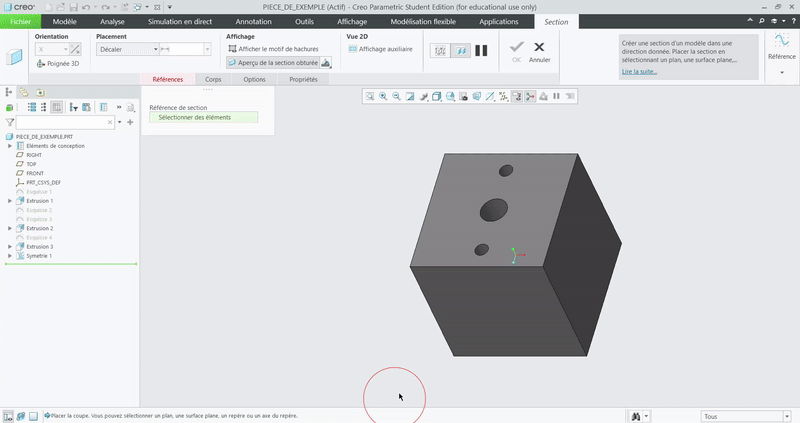 creo
PIECE_DE_EXEMPLE (Actif) - Creo Parametric Student Edition (for educational use only)
Fichier Modèle Analyse Simulation en direct Annotation Outils Affichage Modélisation flexible Applications Section
Orientation Placement Affichage Vue 2D
Décaler Afficher le motif de hachures Affichage auxiliaire
Poignée 3D Aperçu de la section obturée
OK Annuler
Créer une section d'un modèle dans une
direction donnée. Placer la section en
sélectionnant un plan, une surface plane,...
Lire la suite...
Référence
Références Corps Options Propriétés
Référence de section
Sélectionner des éléments
PIECE_DE_EXEMPLE.PRT
Eléments de conception
RIGHT
TOP
FRONT
PRT_CSYS_DEF
Esquisse 1
Extrusion 1
Esquisse 2
Esquisse 3
Extrusion 2
Esquisse 4
Extrusion 3
Symetrie 1
Placer la coupe. Vous pouvez sélectionner un plan, une surface plane, un repère ou un axe du repère.
Tous